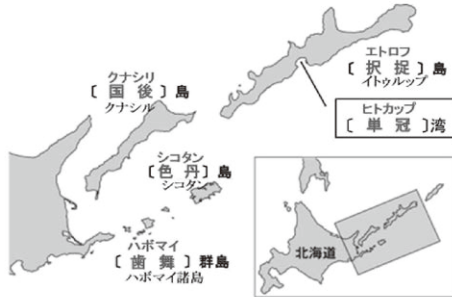 エトロフ
〔択捉〕島
イトゥルップ
クナシリ
〔国後〕島
クナシル
ヒトカップ
〔単冠〕湾
シコタン
〔色丹〕島
シコタン
ハボマイ
〔歯舞〕群島
ハボマイ諸島
北海道